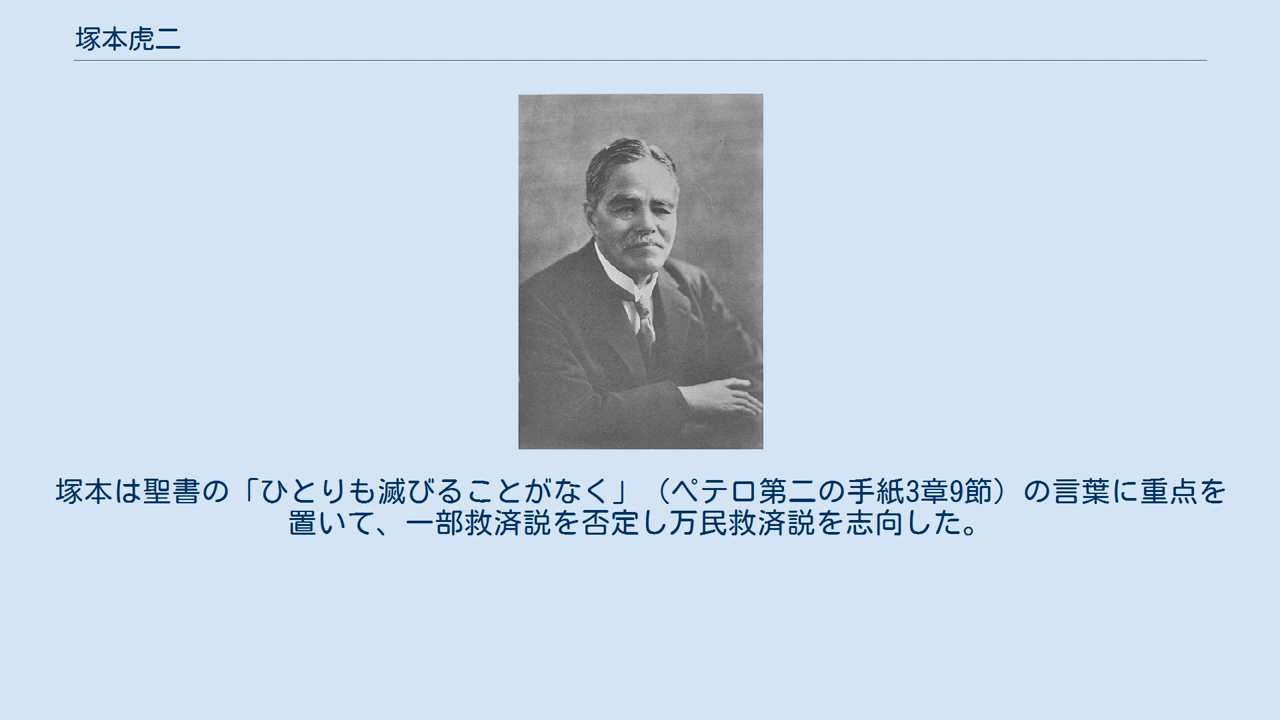 塚本虎二
塚本は聖書の「ひとりも滅びることがなく」（ペテロ第二の手紙3章9節）の言葉に重点を
置いて、一部救済説を否定し万民救済説を志向した。